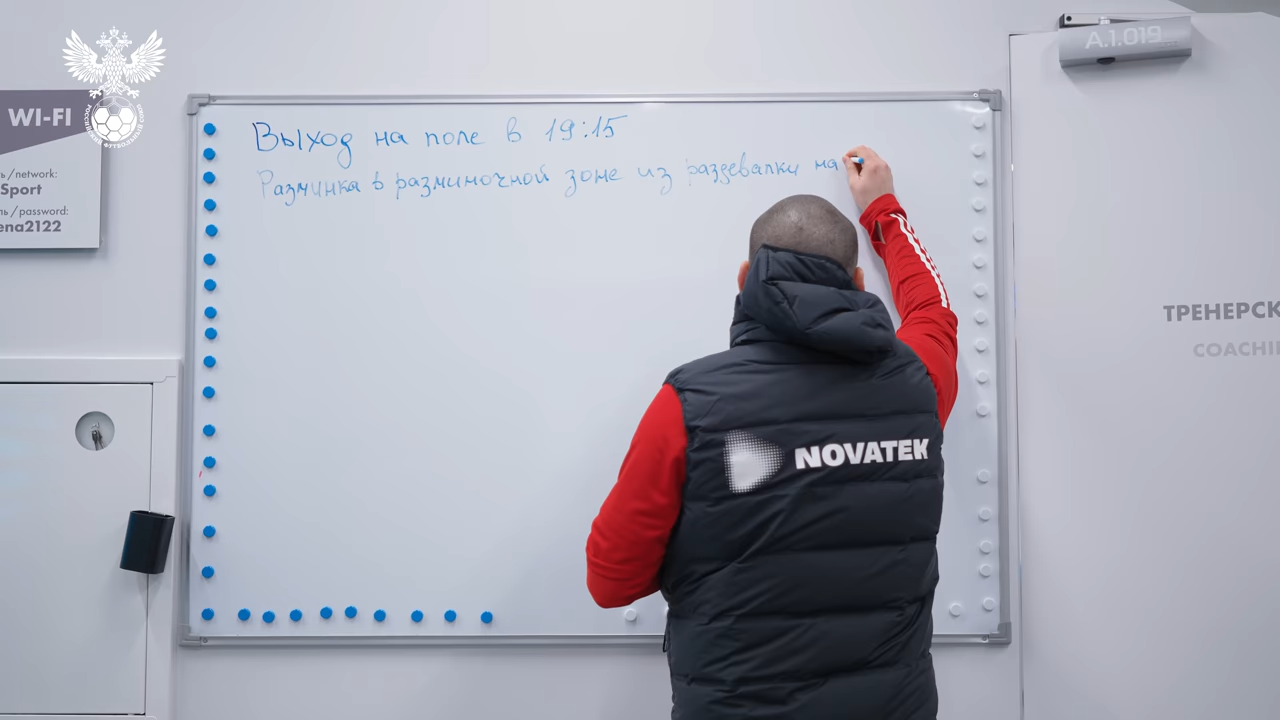 WI-FI
ь / network:
Sport
ль / password:
ena2122
A.1.019
Выход на поле в 19:15
Разминка в разминочной зоне из раздевалки на
ТРЕНЕРСК
COACHI
NOVATEK